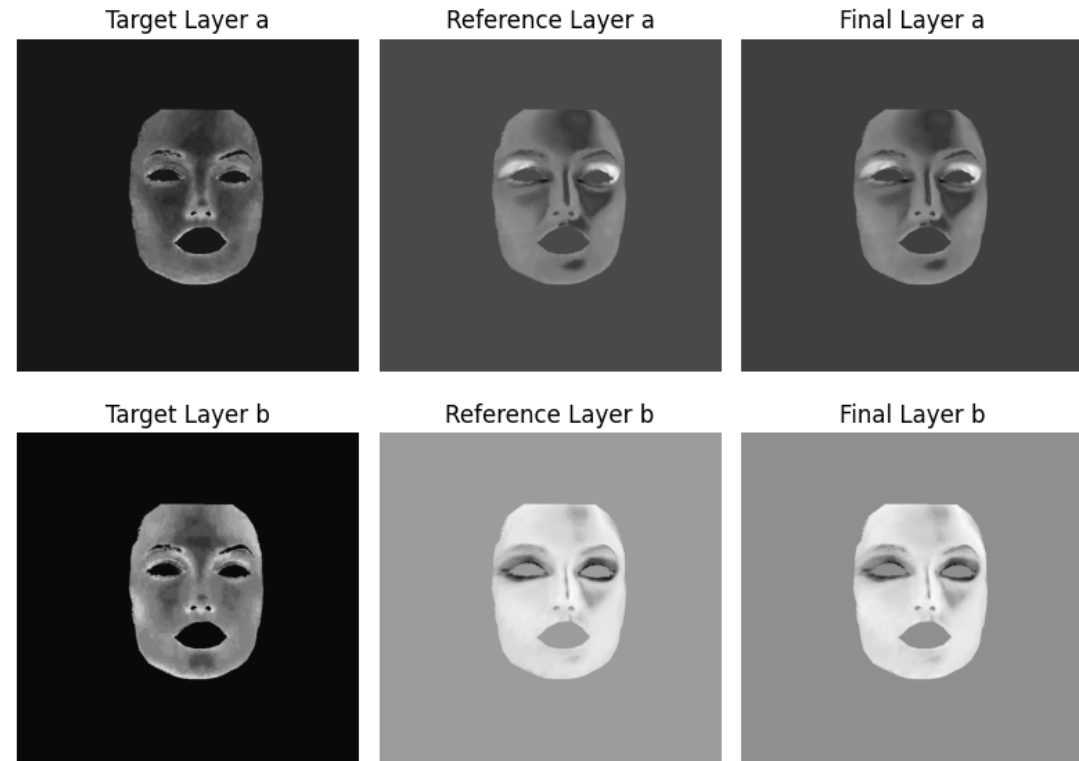 Target Layer a
Reference Layer a
Final Layer a
Target Layer b
Reference Layer b
Final Layer b